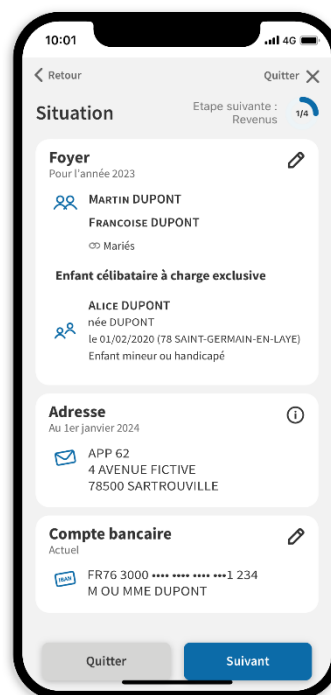 10:01
4G
Retour
Quitter
Situation
Etape suivante :
Revenus
1/4
Foyer
Pour l'année 2023
MARTIN DUPONT
FRANCOISE DUPONT
Mariés
Enfant célibataire à charge exclusive
ALICE DUPONT
née DUPONT
le 01/02/2020 (78 SAINT-GERMAIN-EN-LAYE)
Enfant mineur ou handicapé
Adresse
Au 1er janvier 2024
APP 62
4 AVENUE FICTIVE
78500 SARTROUVILLE
Compte bancaire
Actuel
IBAN
FR76 3000 •••• •••• •••• •••1 234
M OU MME DUPONT
Quitter
Suivant